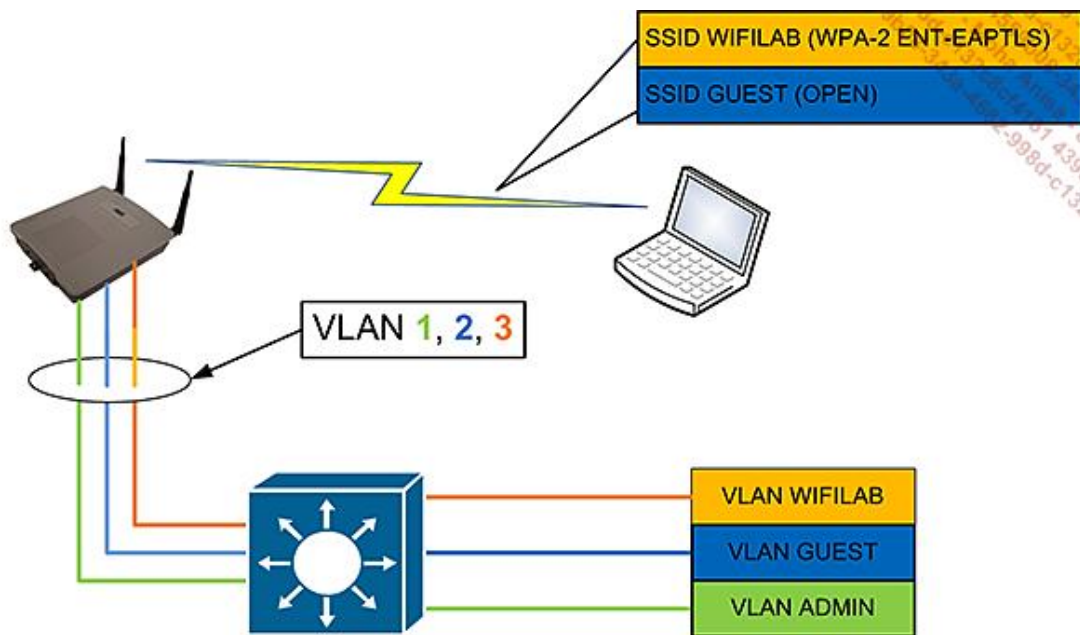 SSID WIFILAB (WPA-2 ENT-EAPTLS)
SSID GUEST (OPEN)
VLAN 1, 2, 3
VLAN WIFILAB
VLAN GUEST
VLAN ADMIN